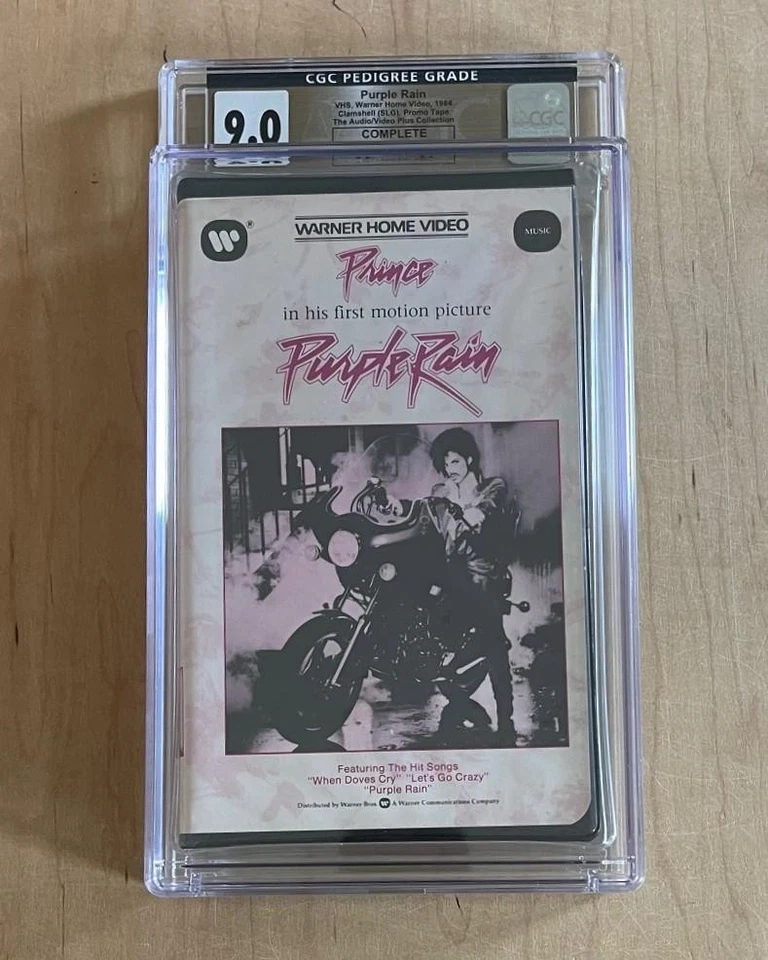 CGC PEDIGREE GRADE
9.0
Purple Rain
VHS, Warner Home Video, 1984
Clamshell (SLG), Promo Tape
The Audio/Video Plus Collection
COMPLETE
CGC
WARNER HOME VIDEO
MUSIC
Prince
in his first motion picture
Purple Rain
Featuring The Hit Songs
"When Doves Cry" "Let's Go Crazy"
"Purple Rain"
Distributed by Warner Bros. A Warner Communications Company